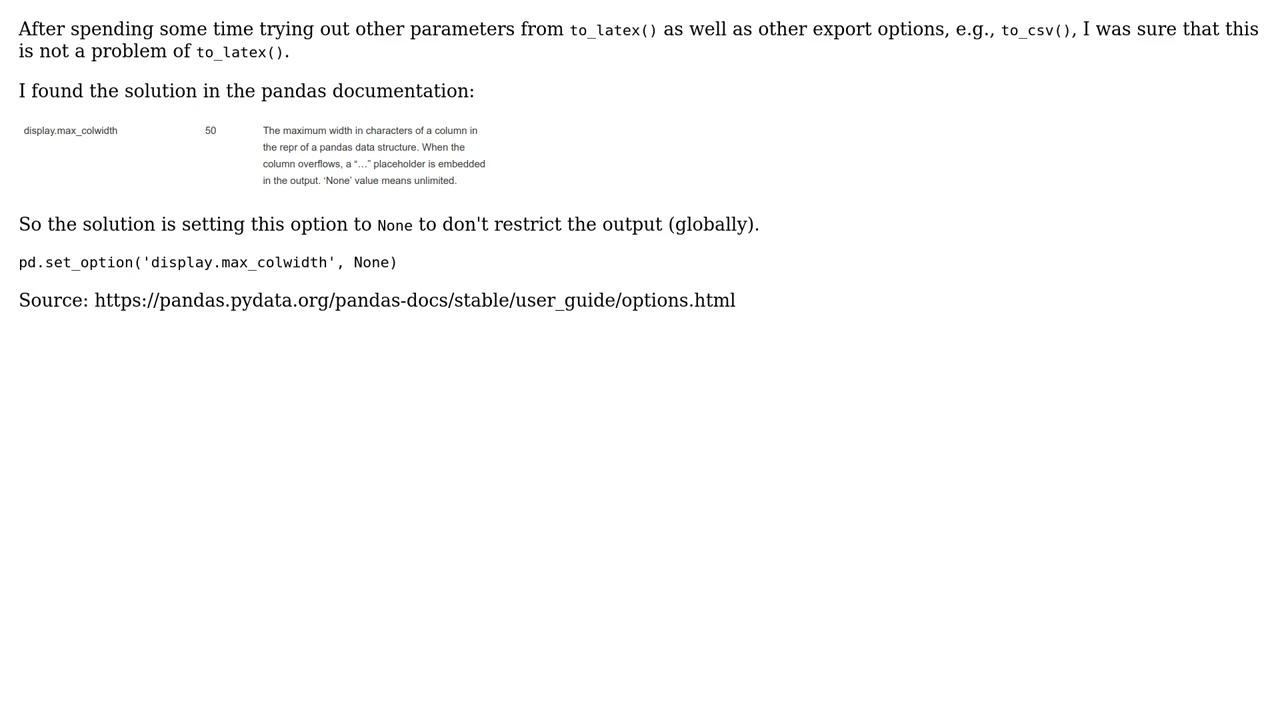 After spending some time trying out other parameters from to_latex() as well as other export options, e.g., to_csv(), I was sure that this
is not a problem of to_latex().
I found the solution in the pandas documentation:
display.max_colwidth 50 The maximum width in characters of a column in
the repr of a pandas data structure. When the
column overflows, a “…” placeholder is embedded
in the output. ‘None’ value means unlimited.
So the solution is setting this option to None to don't restrict the output (globally).
pd.set_option('display.max_colwidth', None)
Source: https://pandas.pydata.org/pandas-docs/stable/user_guide/options.html